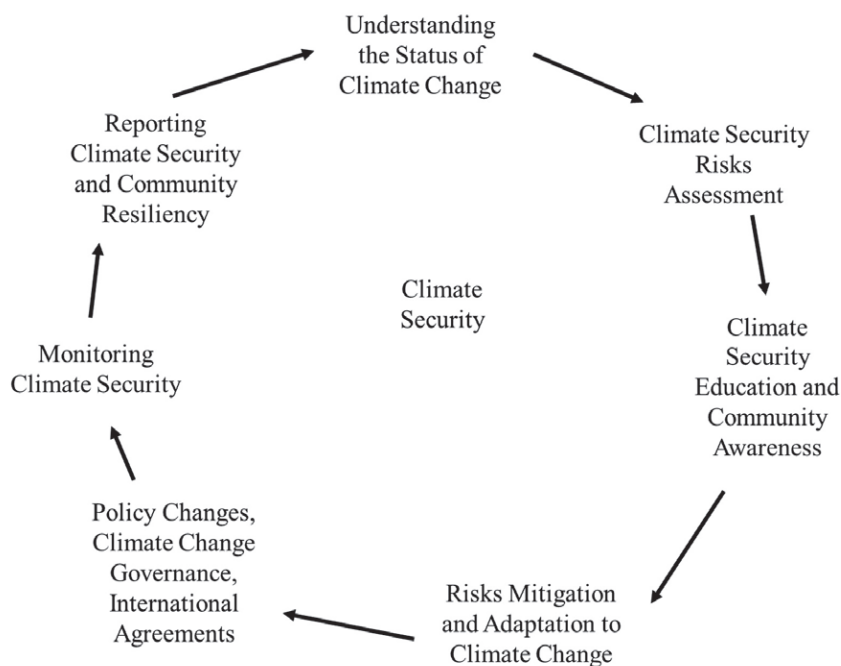 Understanding
the Status of
Climate Change
Climate Security
Risks
Assessment
Climate
Security
Education and
Community
Awareness
Risks Mitigation
and Adaptation to
Climate Change
Policy Changes,
Climate Change
Governance,
International
Agreements
Monitoring
Climate Security
Reporting
Climate Security
and Community
Resiliency
Climate
Security